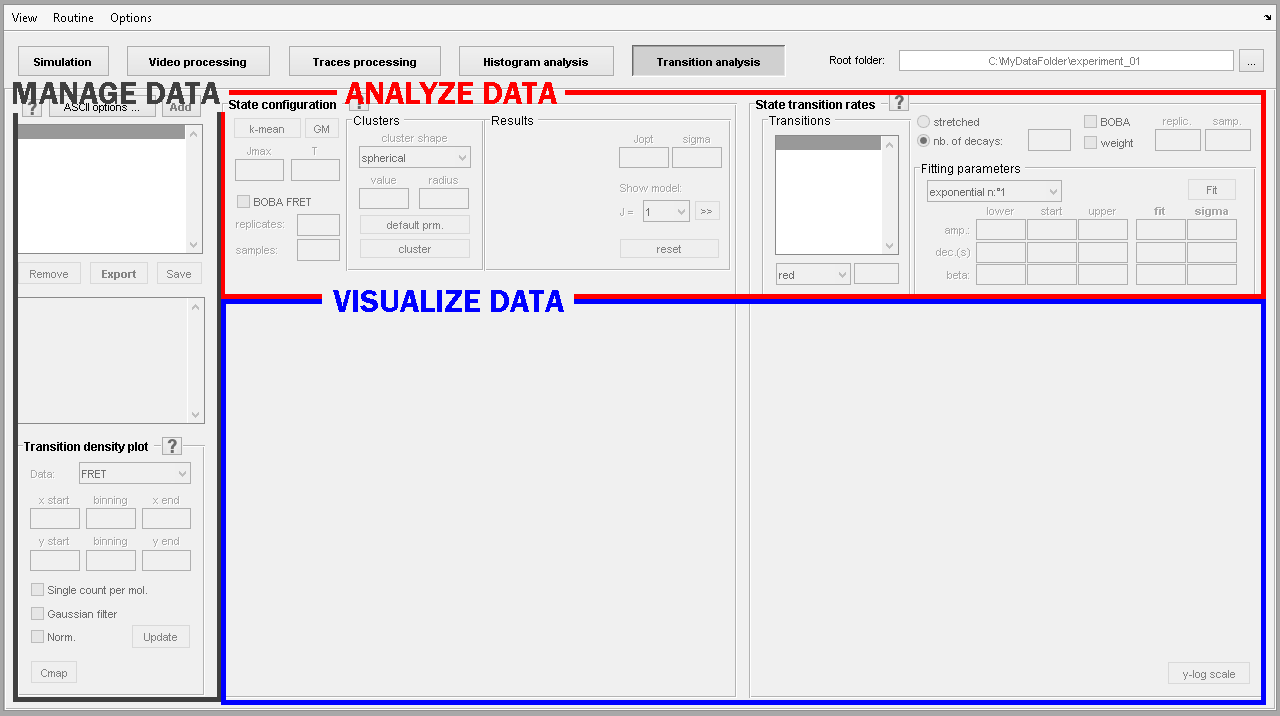 View Routine Options
Simulation Video processing Traces processing Histogram analysis Transition analysis Root folder: C:\MyDataFolder\experiment_01 ...
MANAGE DATA ANALYZE DATA
? ASCII options ... Add State configuration ? State transition rates ?
k-mean GM Clusters Results Transitions stretched BOBA replic. samp.
Jmax T cluster shape Jopt sigma nb. of decays: weight
spherical
value radius Show model: Fitting parameters
BOFA FRET J = 1 >> exponential n:°1 Fit
replicates: default prm. lower start upper fit sigma
samples: cluster reset amp.:
dec.(s)
Remove Export Save red beta:
VISUALIZE DATA
Transition density plot ?
Data: FRET
x start binning x end
y start binning y end
Single count per mol.
Gaussian filter
Norm. Update
Cmap y-log scale